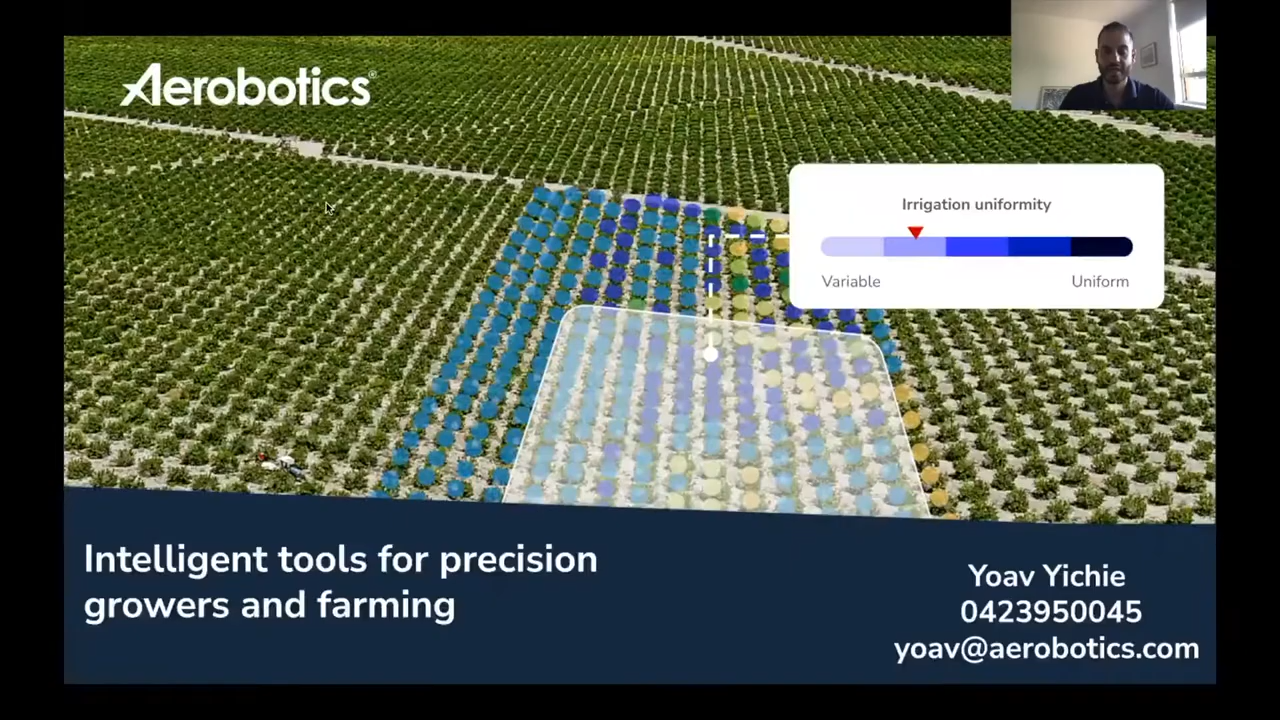 Aerobotics®
Irrigation uniformity
Variable
Uniform
Intelligent tools for precision
growers and farming
Yoav Yichie
0423950045
yoav@aerobotics.com